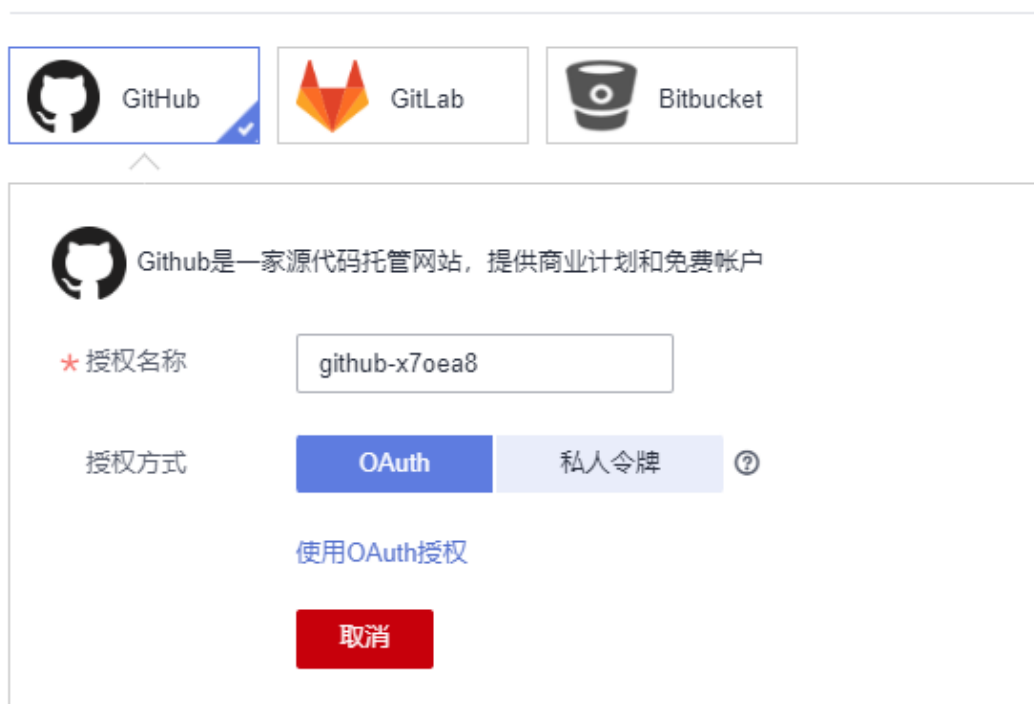 GitHub GitLab Bitbucket
Github是一家源代码托管网站，提供商业计划和免费帐户
* 授权名称 github-x7oea8
授权方式 OAuth 私人令牌 ?
使用OAuth授权
取消